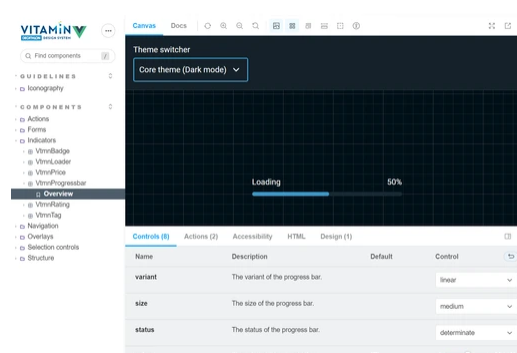 VITAMIN
DECATHLON DESIGN SYSTEM
Find components
/
GUIDELINES
Iconography
COMPONENTS
Actions
Forms
Indicators
VtmnBadge
VtmnLoader
VtmnPrice
VtmnProgressbar
Overview
VtmnRating
VtmnTag
Navigation
Overlays
Selection controls
Structure
Canvas
Docs
Theme switcher
Core theme (Dark mode)
Loading 50%
Controls (8) Actions (2) Accessibility HTML Design (1)
Name Description Default Control
variant The variant of the progress bar. linear
size The size of the progress bar. medium
status The status of the progress bar. determinate